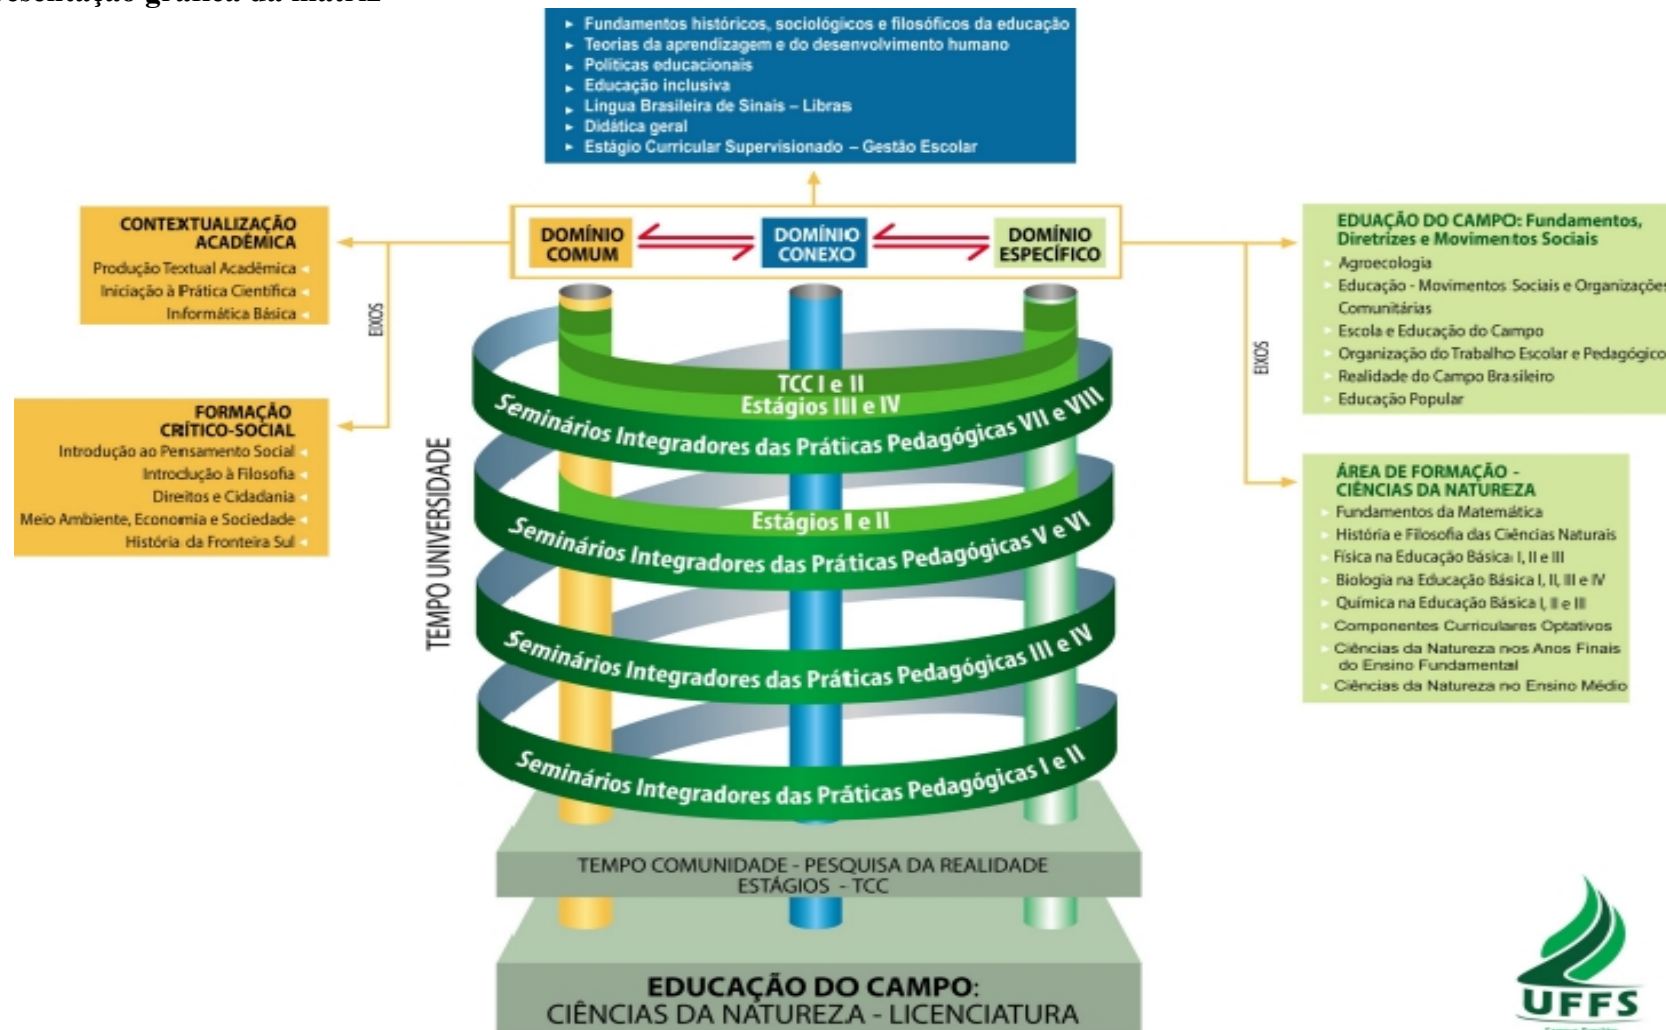 gráfica da matriz
Fundamentos históricos, sociológicos e filosóficos da educação
Teorias da aprendizagem e do desenvolvimento humano
Políticas educacionais
Educação inclusiva
Lingua Brasileira de Sinais – Libras
Didática geral
Estágio Curricular Supervisionado – Gestão Escolar
CONTEXTUALIZAÇÃO
ACADÊMICA
Produção Textual Acadêmica
Iniciação à Prática Científica
Informática Básica
EIXOS
FORMAÇÃO
CRÍTICO-SOCIAL
Introdução ao Pensamento Social
Introdução à Filosofia
Direitos e Cidadania
Meio Ambiente, Economia e Sociedade
História da Fronteira Sul
DOMÍNIO
COMUM
DOMÍNIO
CONEXO
DOMÍNIO
ESPECÍFICO
TEMPO UNIVERSIDADE
TCC I e II
Estágios III e IV
Seminários Integradores das Práticas Pedagógicas VII e VIII
Estágios I e II
Seminários Integradores das Práticas Pedagógicas V e VI
Seminários Integradores das Práticas Pedagógicas III e IV
Seminários Integradores das Práticas Pedagógicas I e II
TEMPO COMUNIDADE - PESQUISA DA REALIDADE
ESTÁGIOS - TCC
EDUCAÇÃO DO CAMPO:
CIÊNCIAS DA NATUREZA - LICENCIATURA
EIXOS
EDUAÇÃO DO CAMPO: Fundamentos,
Diretrizes e Movimentos Sociais
Agroecologia
Educação - Movimentos Sociais e Organizações
Comunitárias
Escola e Educação do Campo
Organização do Trabalho Escolar e Pedagógico
Realidade do Campo Brasileiro
Educação Popular
ÁREA DE FORMAÇÃO -
CIÊNCIAS DA NATUREZA
Fundamentos da Matemática
História e Filosofia das Ciências Naturais
Física na Educação Básica I, II e III
Biologia na Educação Básica I, II, III e IV
Química na Educação Básica I, II e III
Componentes Curriculares Optativos
Ciências da Natureza nos Anos Finais
do Ensino Fundamental
Ciências da Natureza no Ensino Médio
UFFS